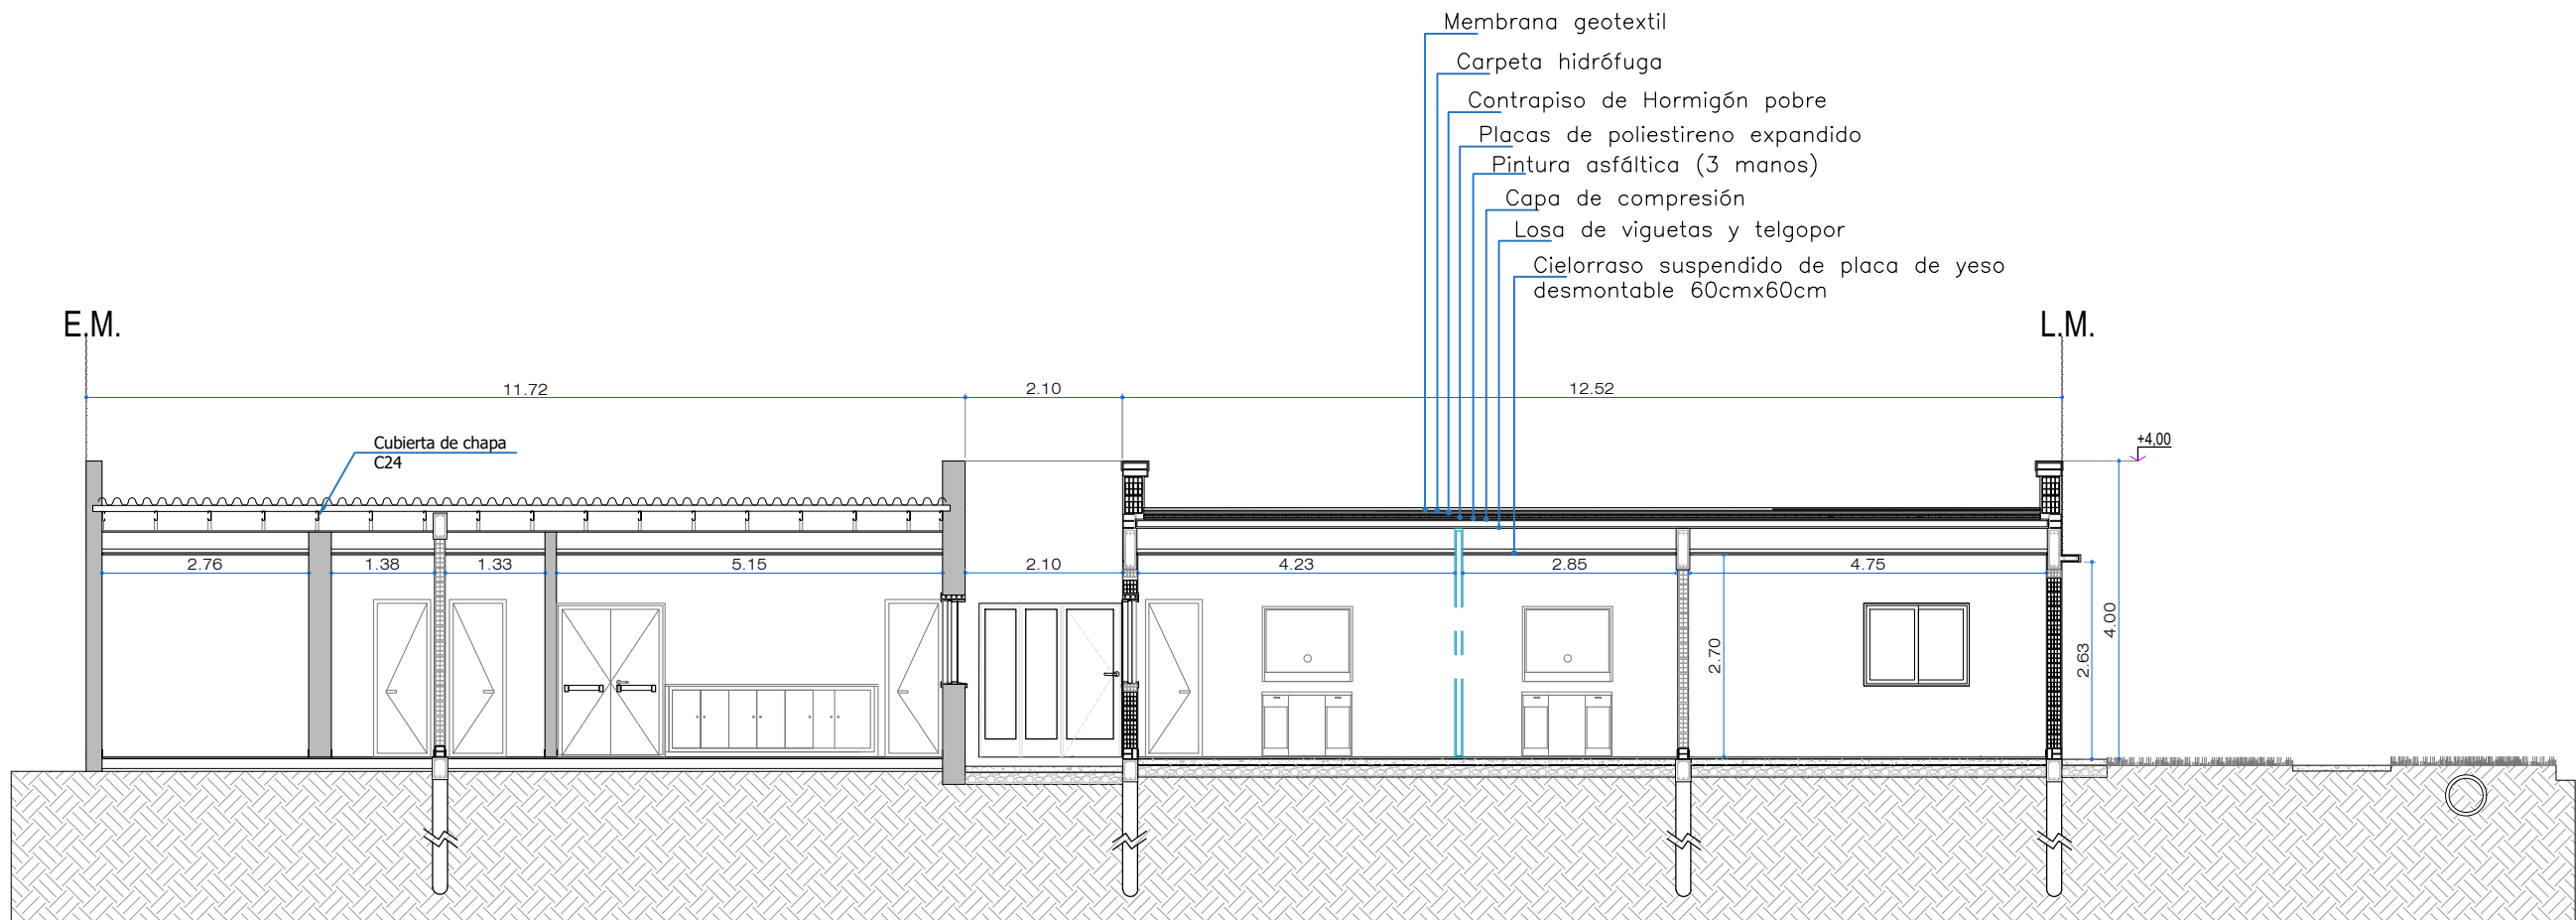 Membrana geotextil
Carpeta hidrófuga
Contrapiso de Hormigón pobre
Placas de poliestireno expandido
Pintura asfáltica (3 manos)
Capa de compresión
Losa de viguetas y telgopor
Cielorraso suspendido de placa de yeso
desmontable 60cmx60cm
E.M.
L.M.
11.72
2.10
12.52
Cubierta de chapa
C24
+4,00
2.76
1.38
1.33
5.15
2.10
4.23
2.85
4.75
2.70
2.63
4.00